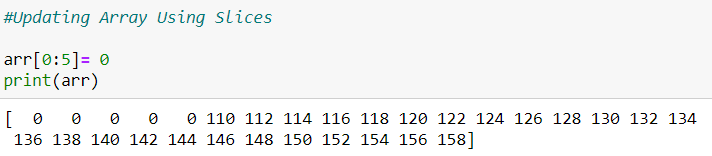 #Updating Array Using Slices
arr[0:5]= 0
print(arr)
[  0   0   0   0   0 110 112 114 116 118 120 122 124 126 128 130 132 134
 136 138 140 142 144 146 148 150 152 154 156 158]